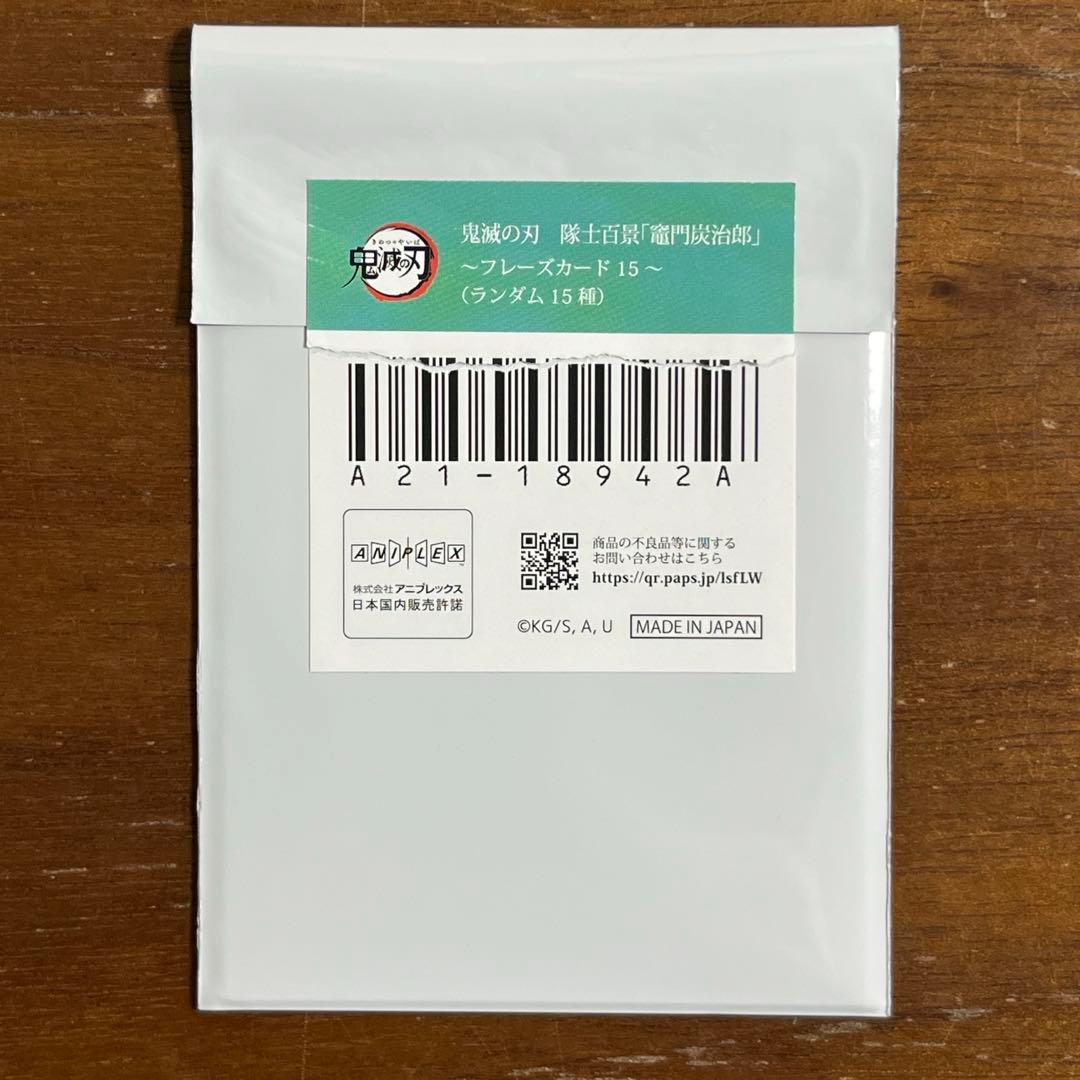 きめつのやいば
鬼滅の刃
鬼滅の刃　隊士百景「竈門炭治郎」
～フレーズカード 15～
（ランダム 15 種）
A21-18942A
ANIPLEX
株式会社 アニプレックス
日本国内販売許諾
商品の不良品等に関する
お問い合わせはこちら
https://qr.paps.jp/lsfLW
©KG/S, A, U
MADE IN JAPAN